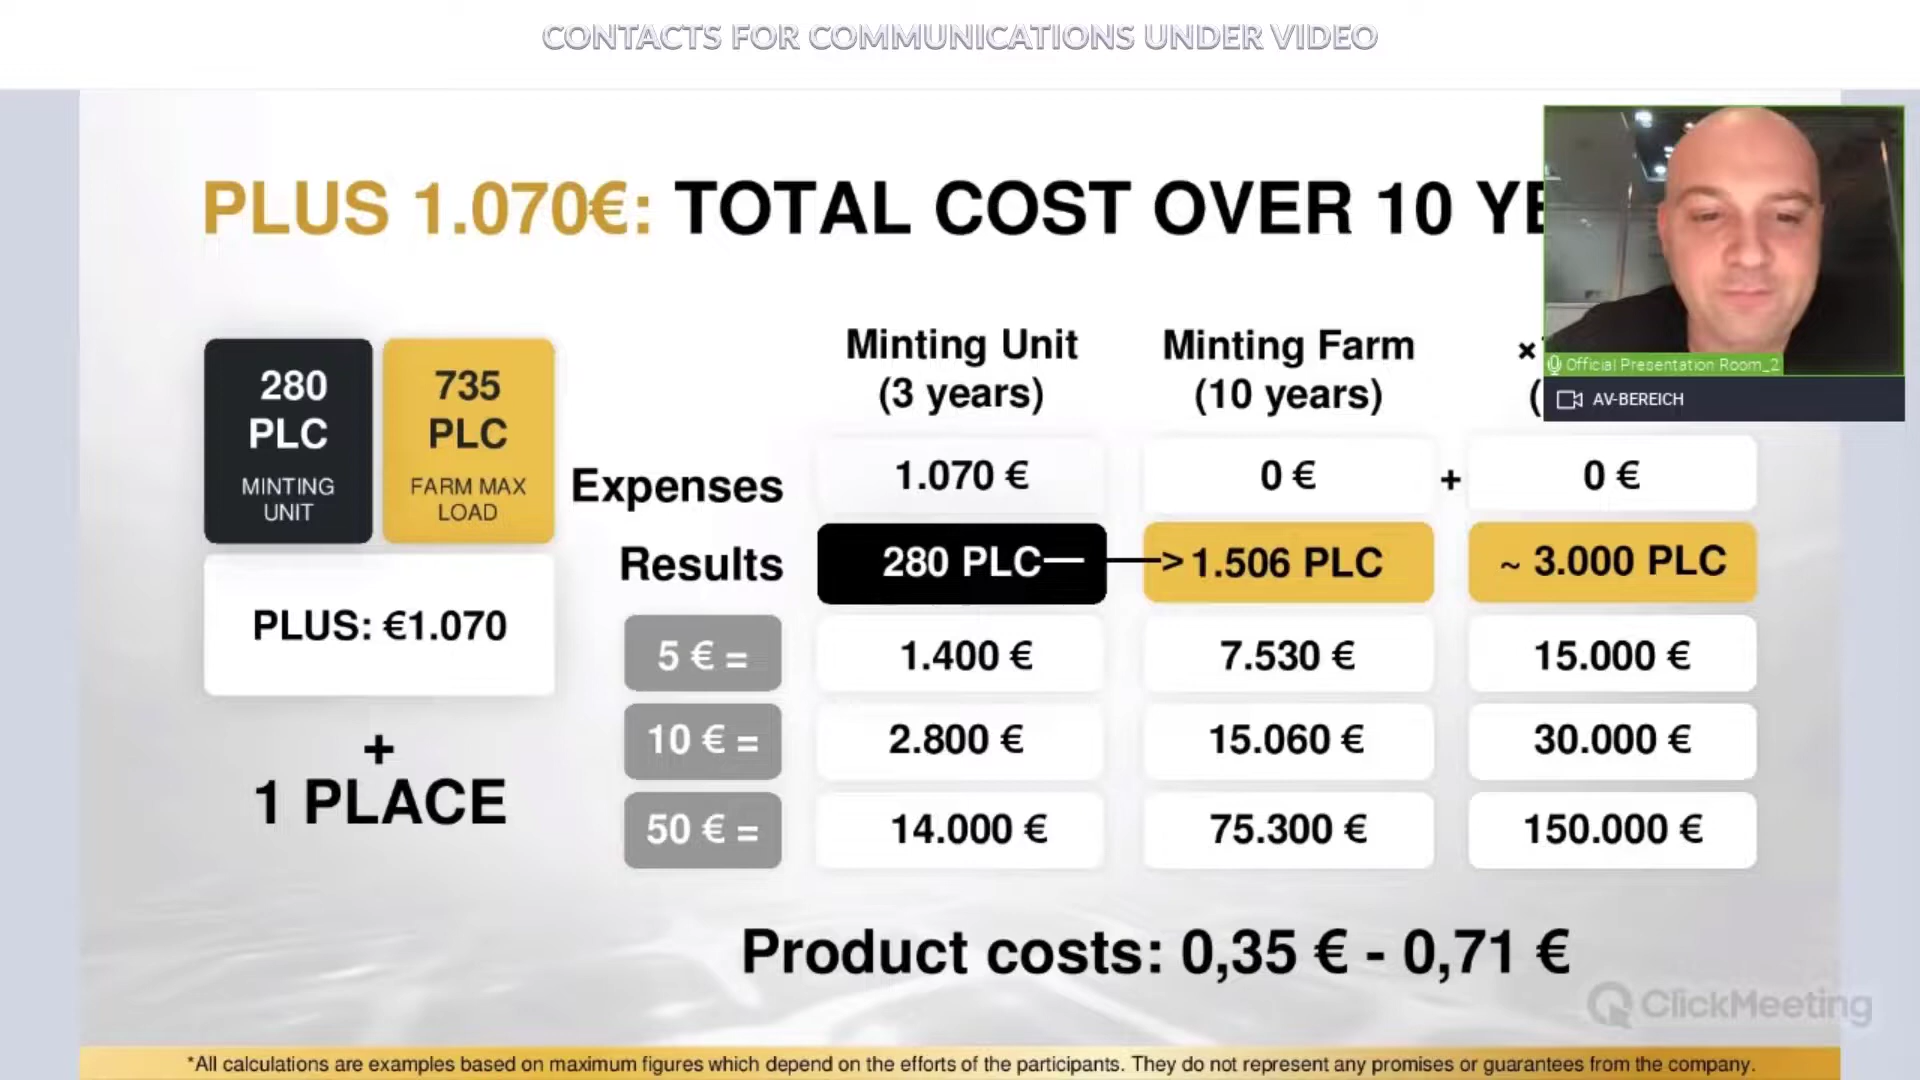 CONTACTS FOR COMMUNICATIONS UNDER VIDEO
PLUS 1.070€: TOTAL COST OVER 10
Official Presentation Room_2
AV-BEREICH
280
PLC
MINTING
UNIT
735
PLC
FARM MAX
LOAD
PLUS: €1.070
+
1 PLACE
Minting Unit
(3 years)
Minting Farm
(10 years)
×
(
Expenses
1.070 €
0 €
+
0 €
Results
280 PLC —>
1.506 PLC
~ 3.000 PLC
5 € =
1.400 €
7.530 €
15.000 €
10 € =
2.800 €
15.060 €
30.000 €
50 € =
14.000 €
75.300 €
150.000 €
Product costs: 0,35 € - 0,71 €
ClickMeeting
*All calculations are examples based on maximum figures which depend on the efforts of the participants. They do not represent any promises or guarantees from the company.